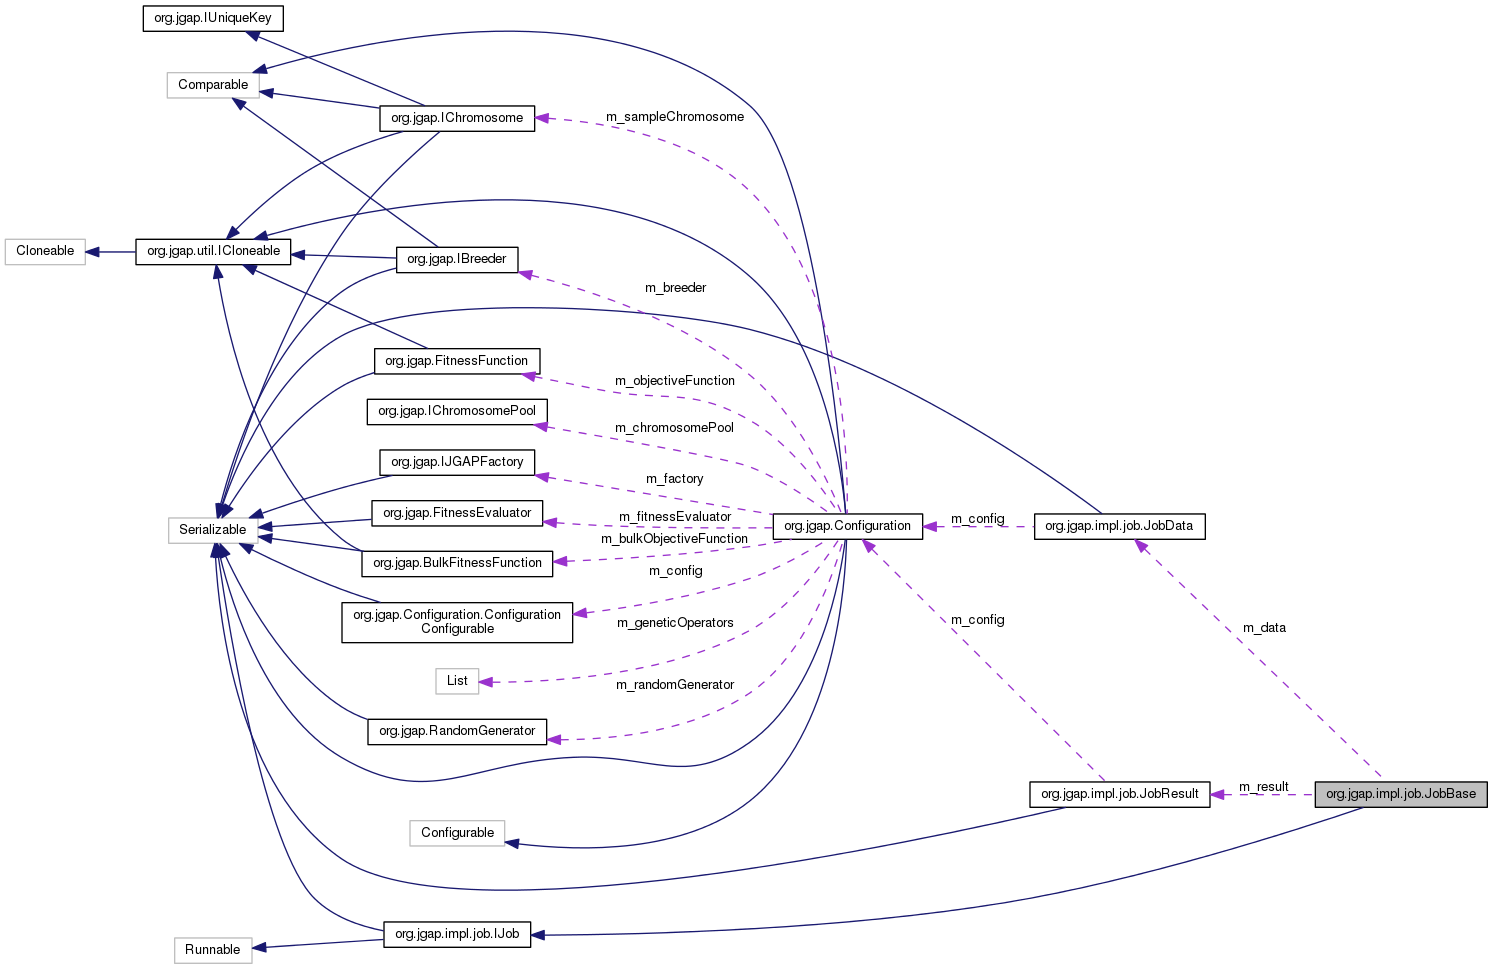 org.jgap.IUniqueKey
Comparable
org.jgap.IChromosome
m_sampleChromosome
Cloneable
org.jgap.util.ICloneable
org.jgap.IBreeder
m_breeder
org.jgap.FitnessFunction
m_objectiveFunction
org.jgap.IChromosomePool
m_chromosomePool
org.jgap.IJGAPFactory
m_factory
org.jgap.FitnessEvaluator
m_fitnessEvaluator
Serializable
org.jgap.Configuration
m_config
org.jgap.impl.job.JobData
m_bulkObjectiveFunction
org.jgap.BulkFitnessFunction
m_config
org.jgap.Configuration.Configuration
Configurable
m_geneticOperators
m_config
m_data
List
m_randomGenerator
org.jgap.RandomGenerator
m_result
org.jgap.impl.job.JobResult
org.jgap.impl.job.JobBase
Configurable
org.jgap.impl.job.IJob
Runnable